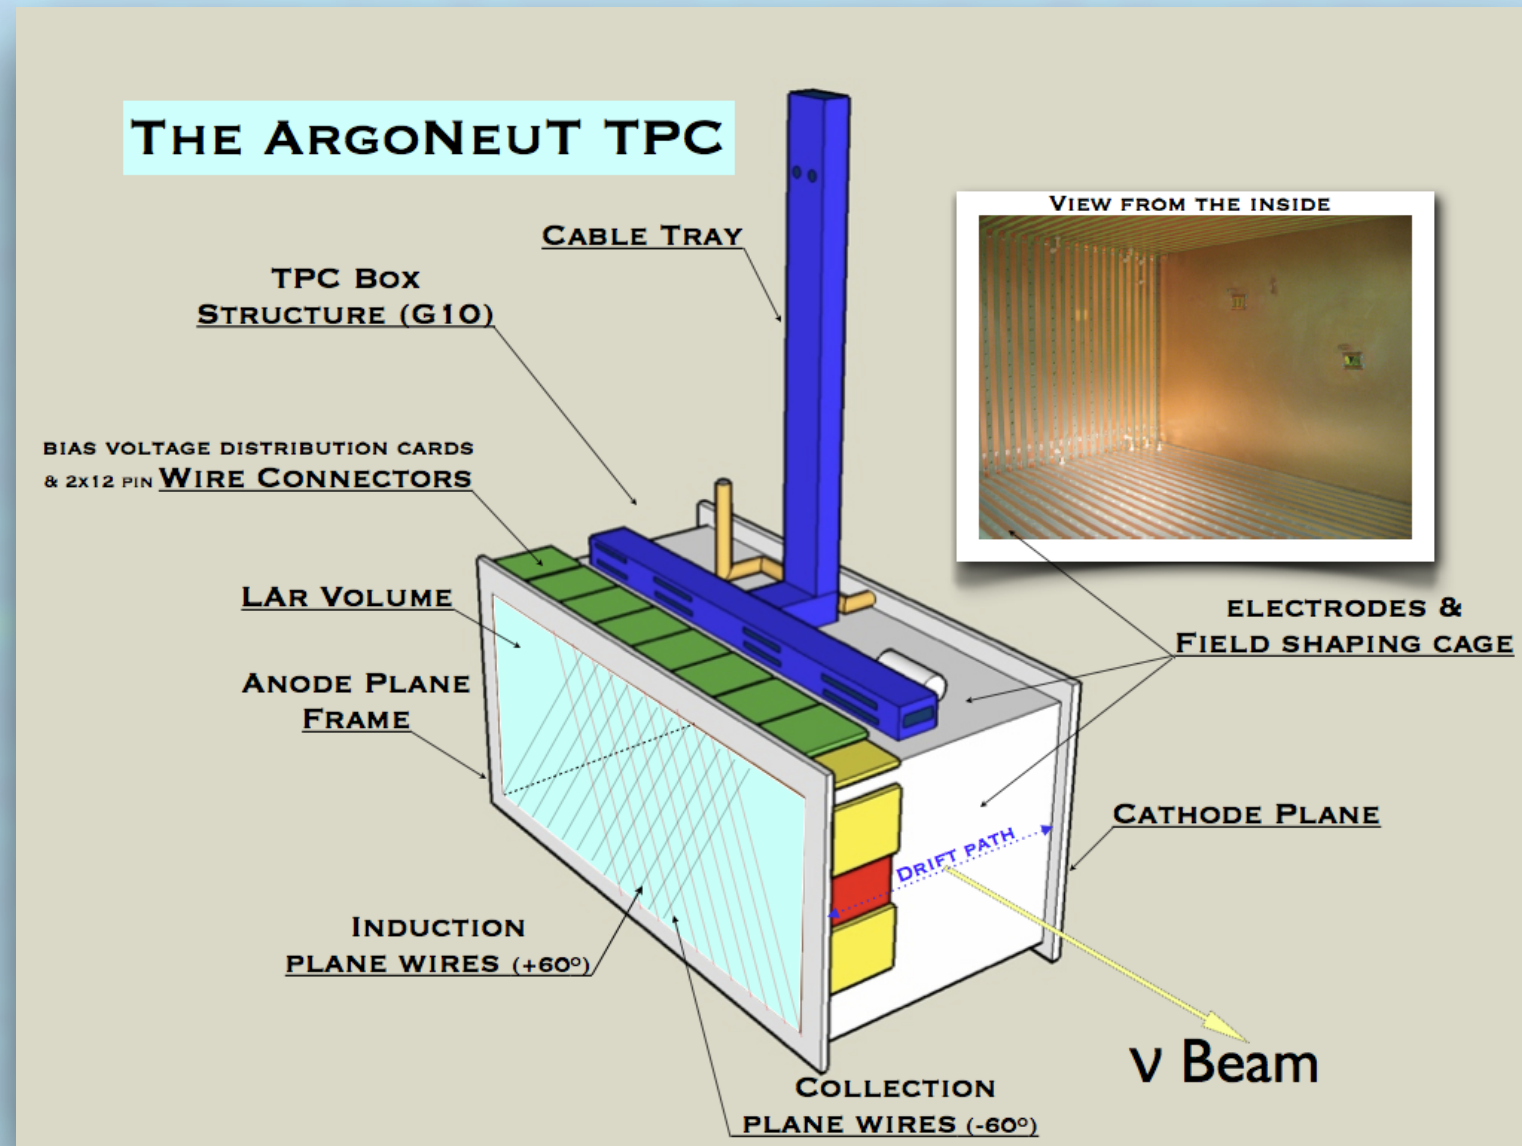 THE ARGONEUT TPC
VIEW FROM THE INSIDE
CABLE TRAY
TPC BOX
STRUCTURE (G10)
BIAS VOLTAGE DISTRIBUTION CARDS
& 2X12 PIN WIRE CONNECTORS
LAR VOLUME
ANODE PLANE
FRAME
ELECTRODES &
FIELD SHAPING CAGE
CATHODE PLANE
DRIFT PATH
INDUCTION
PLANE WIRES (+60°)
ν Beam
COLLECTION
PLANE WIRES (-60°)